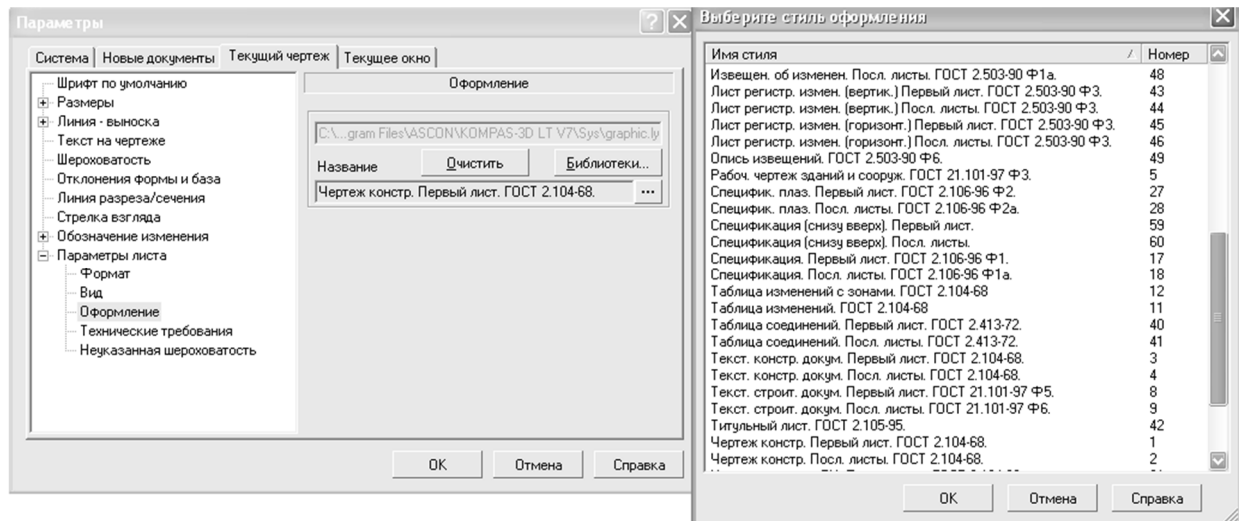 Параметры
Система
Новые документы
Текущий чертеж
Текущее окно
Шрифт по умолчанию
Размеры
Линия - выноска
Текст на чертеже
Шероховатость
Отклонения формы и база
Линия разреза/сечения
Стрелка взгляда
Обозначение изменения
Параметры листа
Формат
Вид
Оформление
Технические требования
Неуказанная шероховатость
Оформление
C:\...gram Files\ASCON\KOMPAS-3D LT V7\Sys\graphic.ly
Название
Очистить
Библиотеки...
Чертеж констр. Первый лист. ГОСТ 2.104-68.
...
OK
Отмена
Справка
Выберите стиль оформления
Имя стиля Номер
Извещен. об изменен. Посл. листы. ГОСТ 2.503-90 Ф1а. 48
Лист регистр. измен. (вертик.) Первый лист. ГОСТ 2.503-90 Ф3. 43
Лист регистр. измен. (вертик.) Посл. листы. ГОСТ 2.503-90 Ф3. 44
Лист регистр. измен. (горизонт.) Первый лист. ГОСТ 2.503-90 Ф3. 45
Лист регистр. измен. (горизонт.) Посл. листы. ГОСТ 2.503-90 Ф3. 46
Опись извещений. ГОСТ 2.503-90 Ф6. 49
Рабоч. чертеж зданий и сооруж. ГОСТ 21.101-97 Ф3. 5
Специфик. плаз. Первый лист. ГОСТ 2.106-96 Ф2. 27
Специфик. плаз. Посл. листы. ГОСТ 2.106-96 Ф2а. 28
Спецификация (снизу вверх). Первый лист. 59
Спецификация (снизу вверх). Посл. листы. 60
Спецификация. Первый лист. ГОСТ 2.106-96 Ф1. 17
Спецификация. Посл. листы. ГОСТ 2.106-96 Ф1а. 18
Таблица изменений с зонами. ГОСТ 2.104-68 12
Таблица изменений. ГОСТ 2.104-68 11
Таблица соединений. Первый лист. ГОСТ 2.413-72. 40
Таблица соединений. Посл. листы. ГОСТ 2.413-72. 41
Текст. констр. докум. Первый лист. ГОСТ 2.104-68. 3
Текст. констр. докум. Посл. листы. ГОСТ 2.104-68. 4
Текст. строит. докум. Первый лист. ГОСТ 21.101-97 Ф5. 8
Текст. строит. докум. Посл. листы. ГОСТ 21.101-97 Ф6. 9
Титульный лист. ГОСТ 2.105-95. 42
Чертеж констр. Первый лист. ГОСТ 2.104-68. 1
Чертеж констр. Посл. листы. ГОСТ 2.104-68. 2
OK
Отмена
Справка